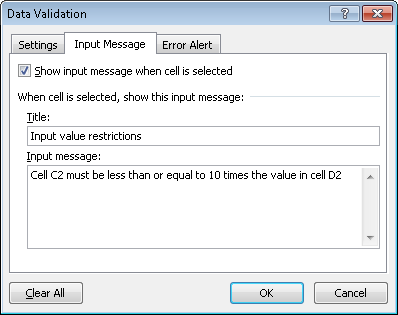 Data Validation
Settings Input Message Error Alert
Show input message when cell is selected
When cell is selected, show this input message:
Title:
Input value restrictions
Input message:
Cell C2 must be less than or equal to 10 times the value in cell D2
Clear All OK Cancel